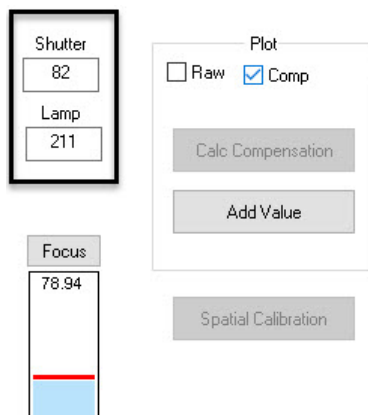 Shutter
82
Lamp
211
Plot
Raw
Comp
Calc Compensation
Add Value
Focus
78.94
Spatial Calibration